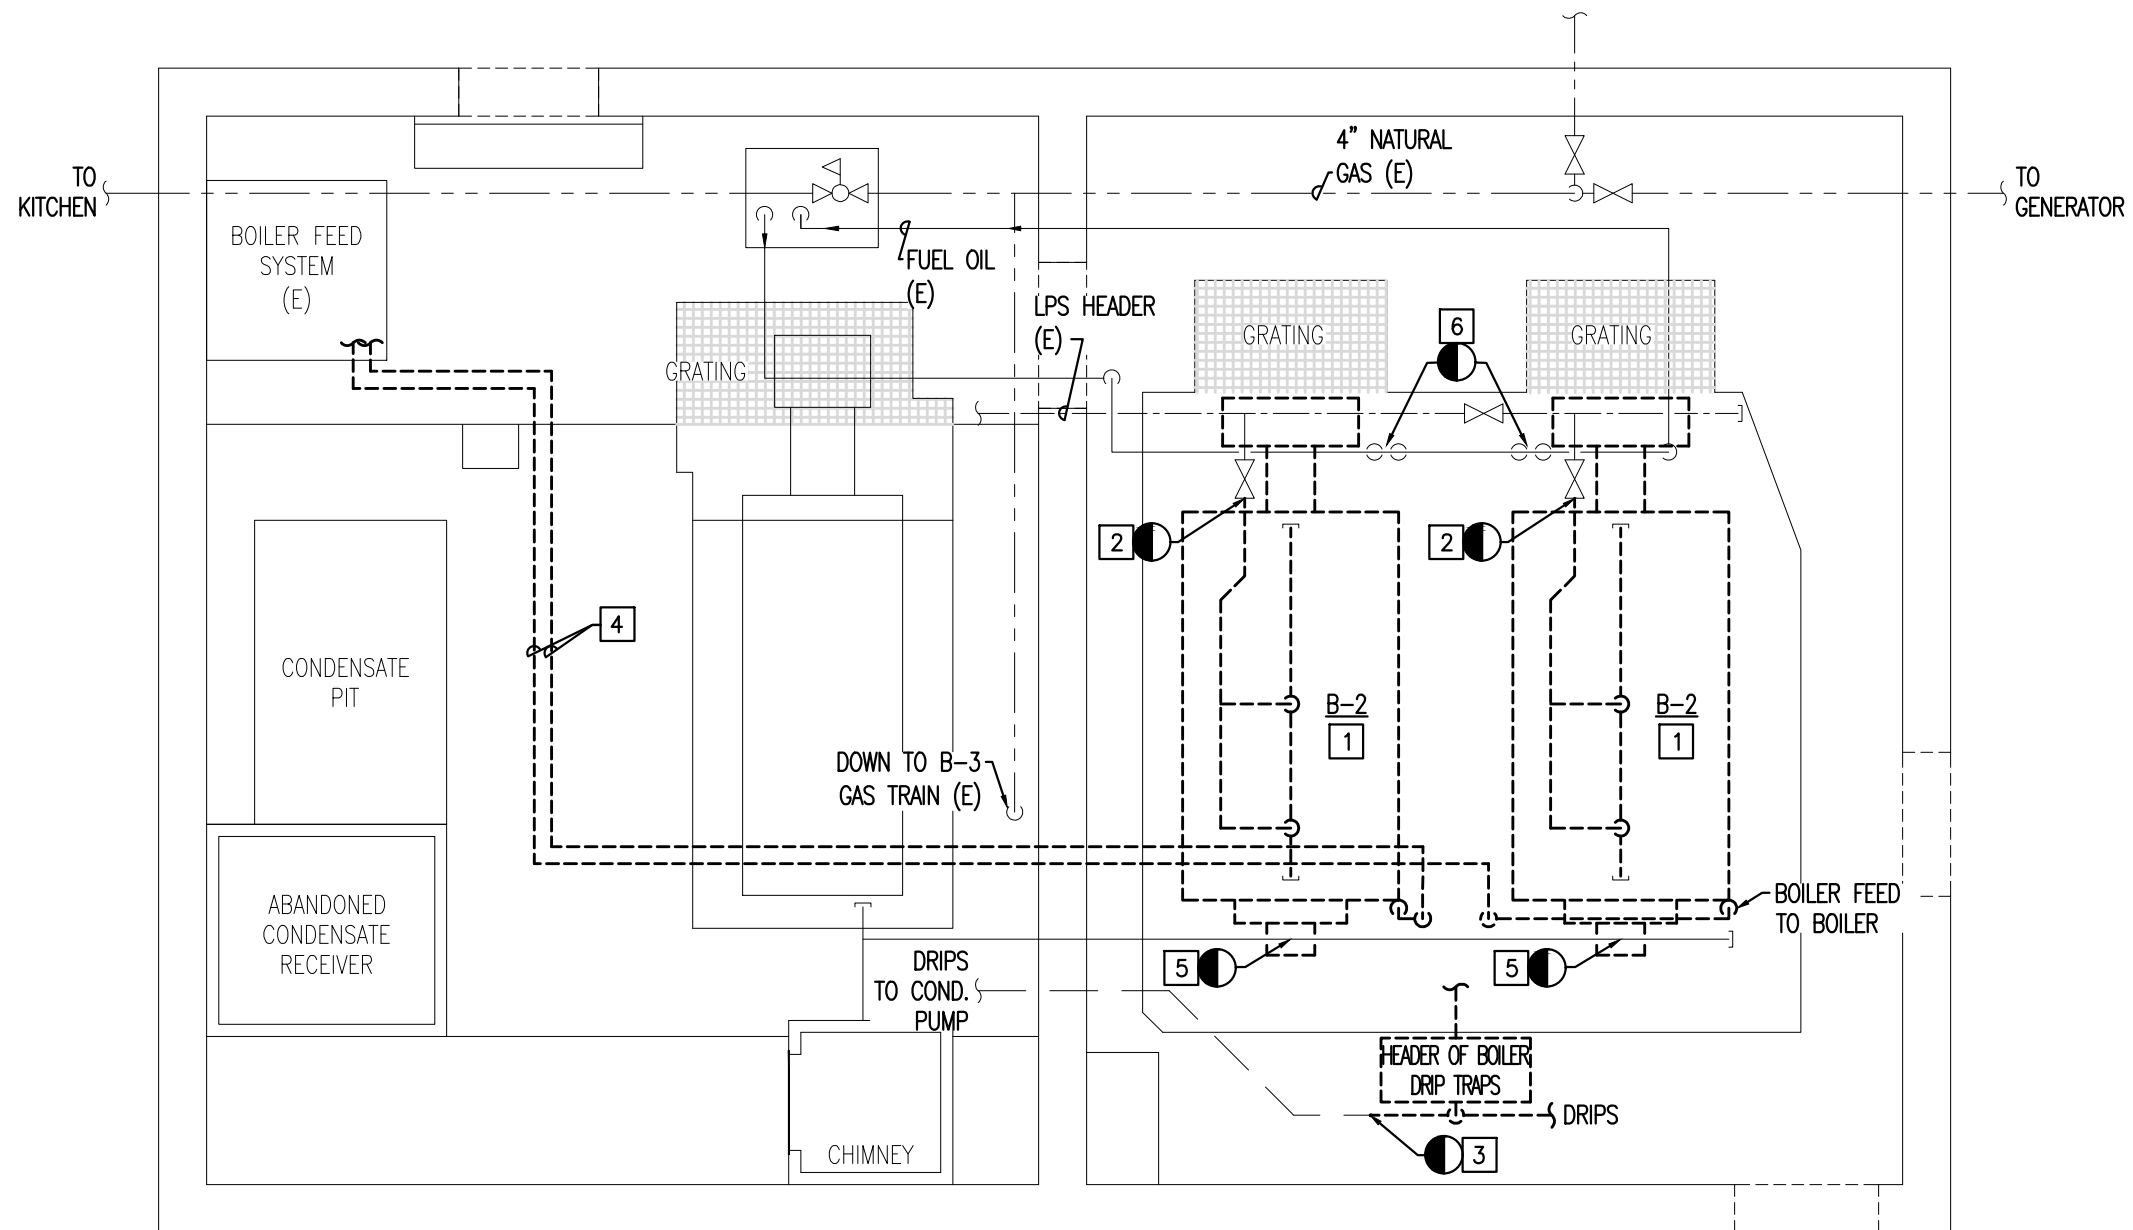 4” NATURAL
GAS (E)
TO
KITCHEN
TO
GENERATOR
BOILER FEED
SYSTEM
(E)
FUEL OIL
(E)
LPS HEADER
(E)
6
GRATING
GRATING
GRATING
2
2
4
CONDENSATE
PIT
B-2
1
B-2
1
DOWN TO B-3
GAS TRAIN (E)
ABANDONED
CONDENSATE
RECEIVER
BOILER FEED
TO BOILER
DRIPS
TO COND.
PUMP
5
5
HEADER OF BOILER
DRIP TRAPS
DRIPS
CHIMNEY
3